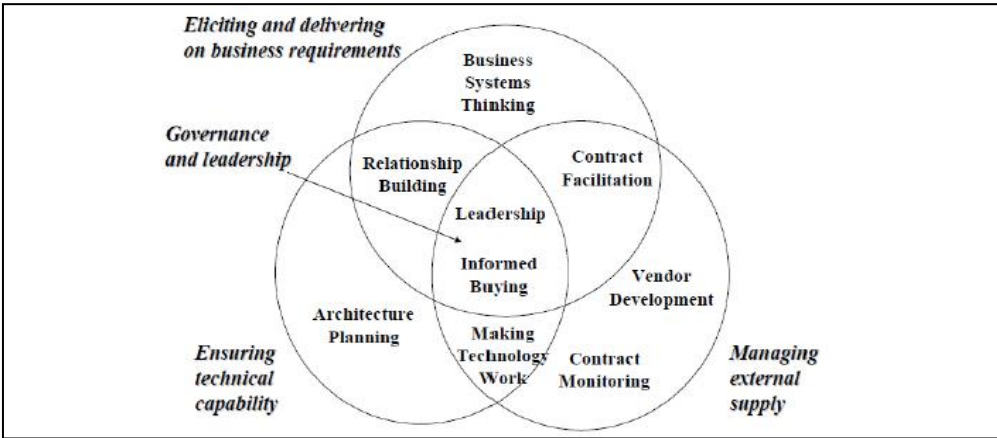 Eliciting and delivering
on business requirements
Business
Systems
Thinking
Governance
and leadership
Relationship
Building
Contract
Facilitation
Leadership
Informed
Buying
Vendor
Development
Architecture
Planning
Making
Technology
Work
Contract
Monitoring
Ensuring
technical
capability
Managing
external
supply